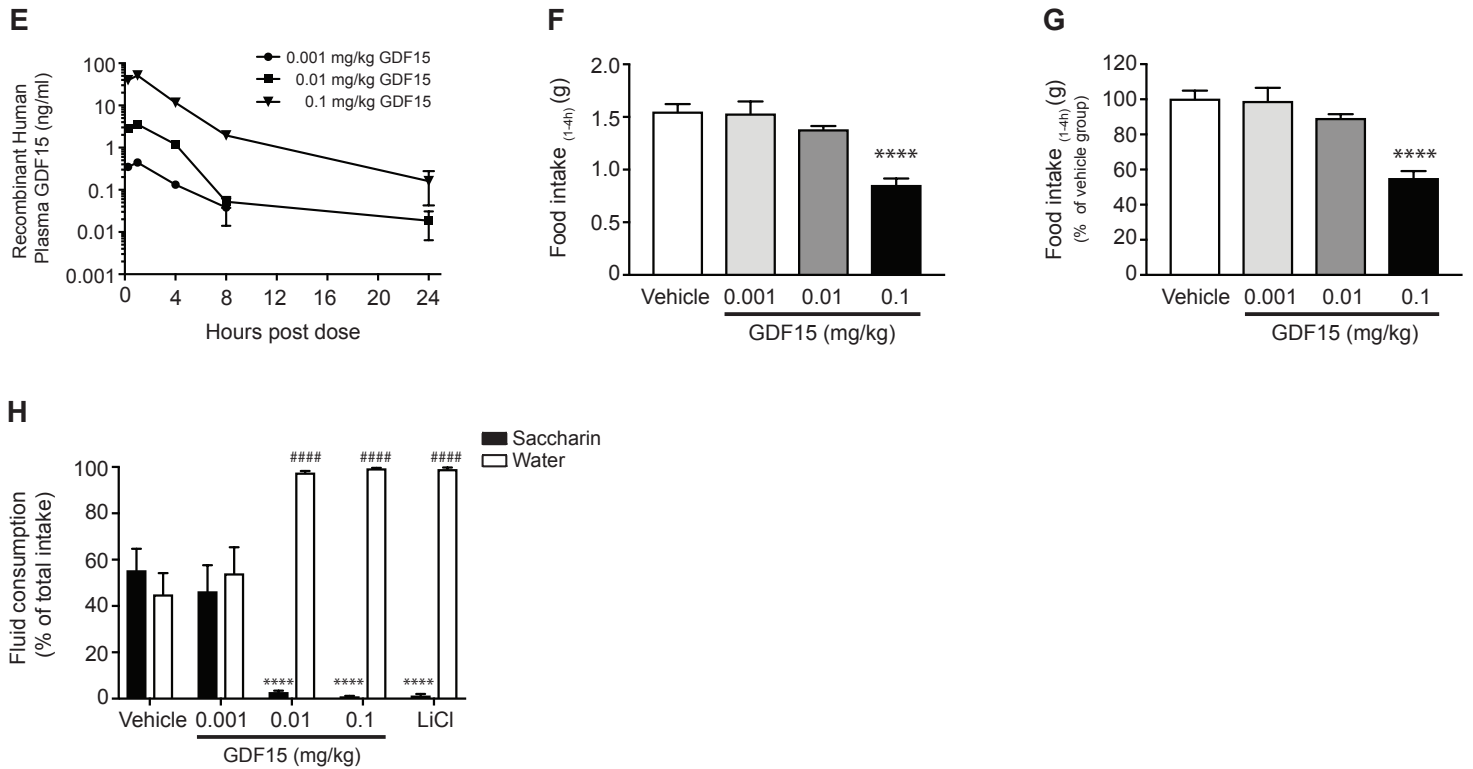 E
0.001 mg/kg GDF15
0.01 mg/kg GDF15
0.1 mg/kg GDF15
Recombinant Human
Plasma GDF15 (ng/ml)
100
10
1
0.1
0.01
0.001
0 4 8 12 16 20 24
Hours post dose
F
Food intake (1-4h) (g)
2.0
1.5
1.0
0.5
0
****
Vehicle 0.001 0.01 0.1
GDF15 (mg/kg)
G
Food intake (1-4h) (g)
(% of vehicle group)
120
100
80
60
40
20
0
****
Vehicle 0.001 0.01 0.1
GDF15 (mg/kg)
H
Saccharin
Water
Fluid consumption
(% of total intake)
100
80
60
40
20
0
#### #### ####
**** **** ****
Vehicle 0.001 0.01 0.1 LiCl
GDF15 (mg/kg)